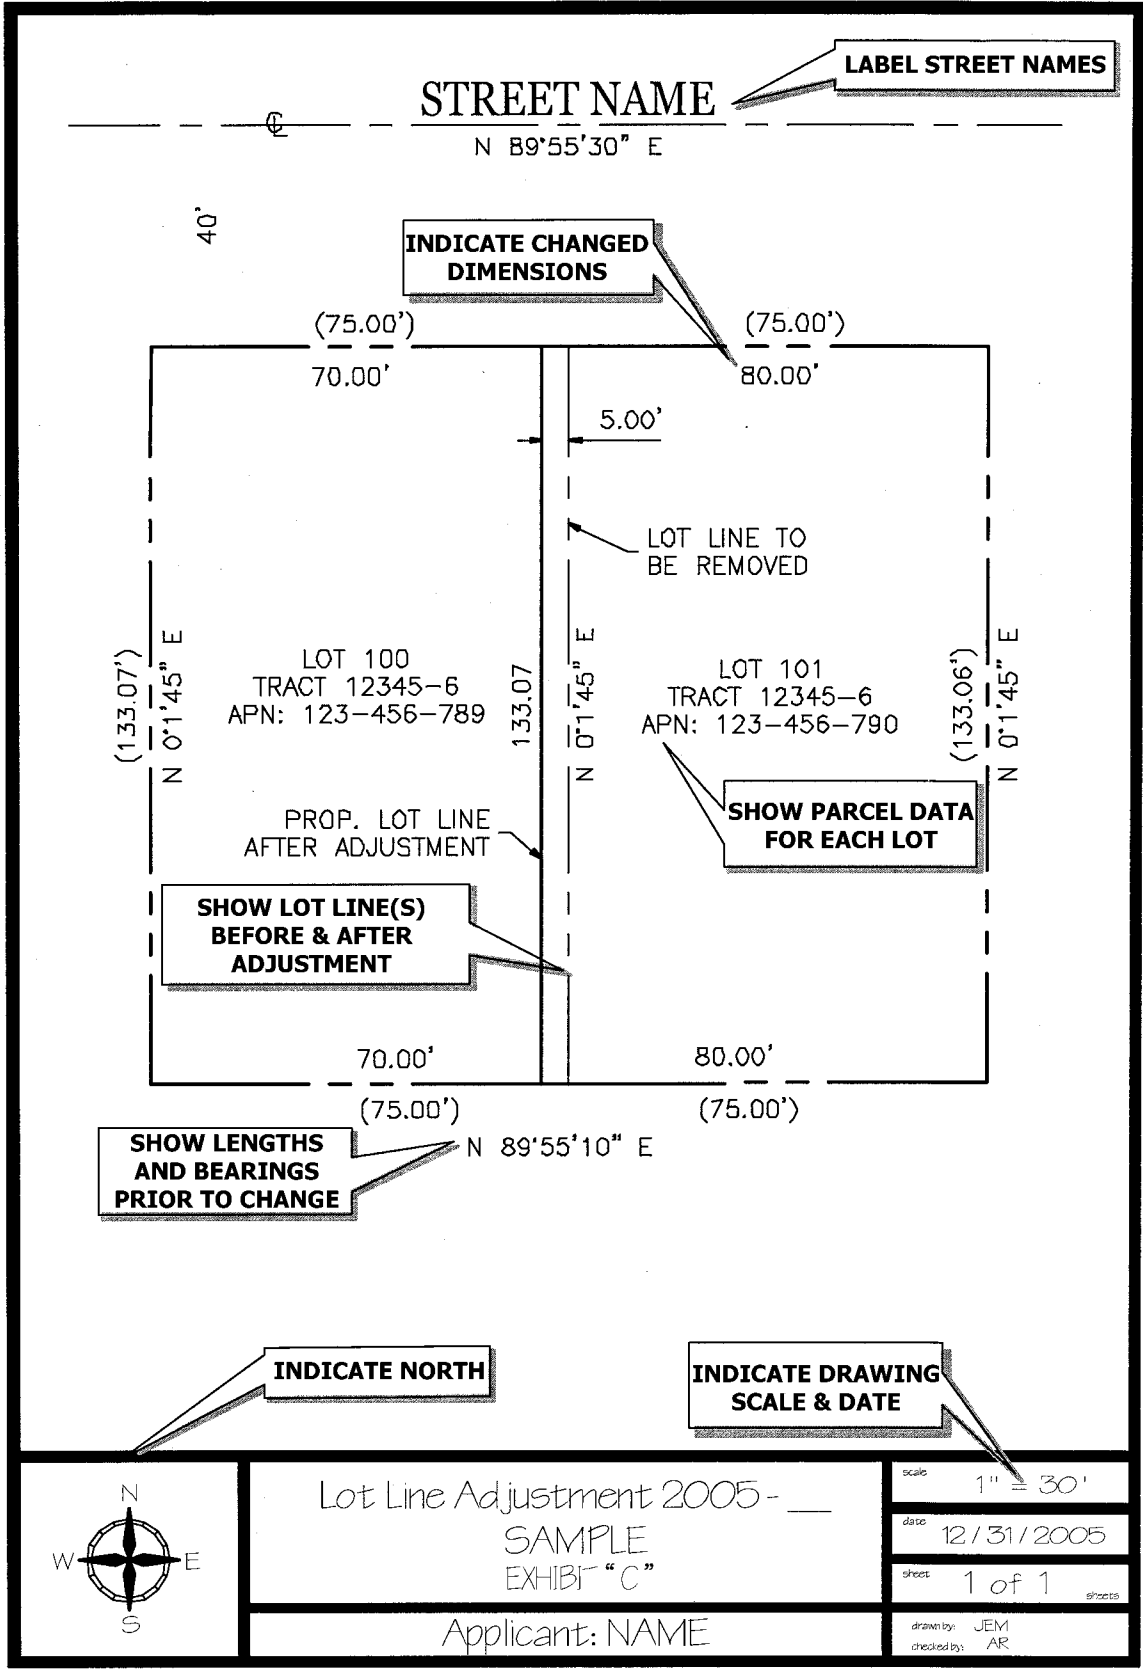 LABEL STREET NAMES
STREET NAME
℄
N 89°55'30" E
40'
INDICATE CHANGED
DIMENSIONS
(75.00')
(75.00')
70.00'
80.00'
5.00'
LOT LINE TO
BE REMOVED
(133.07')
N 0°1'45" E
LOT 100
TRACT 12345-6
APN: 123-456-789
133.07
N 0°1'45" E
LOT 101
TRACT 12345-6
APN: 123-456-790
(133.06')
N 0°1'45" E
SHOW PARCEL DATA
FOR EACH LOT
PROP. LOT LINE
AFTER ADJUSTMENT
SHOW LOT LINE(S)
BEFORE & AFTER
ADJUSTMENT
70.00'
80.00'
(75.00')
(75.00')
N 89°55'10" E
SHOW LENGTHS
AND BEARINGS
PRIOR TO CHANGE
INDICATE NORTH
INDICATE DRAWING
SCALE & DATE
N
W E
S
Lot Line Adjustment 2005-__
SAMPLE
EXHIBIT "C"
Applicant: NAME
scale 1" = 30'
date 12/31/2005
sheet 1 of 1 sheets
drawn by: JEM
checked by: AR